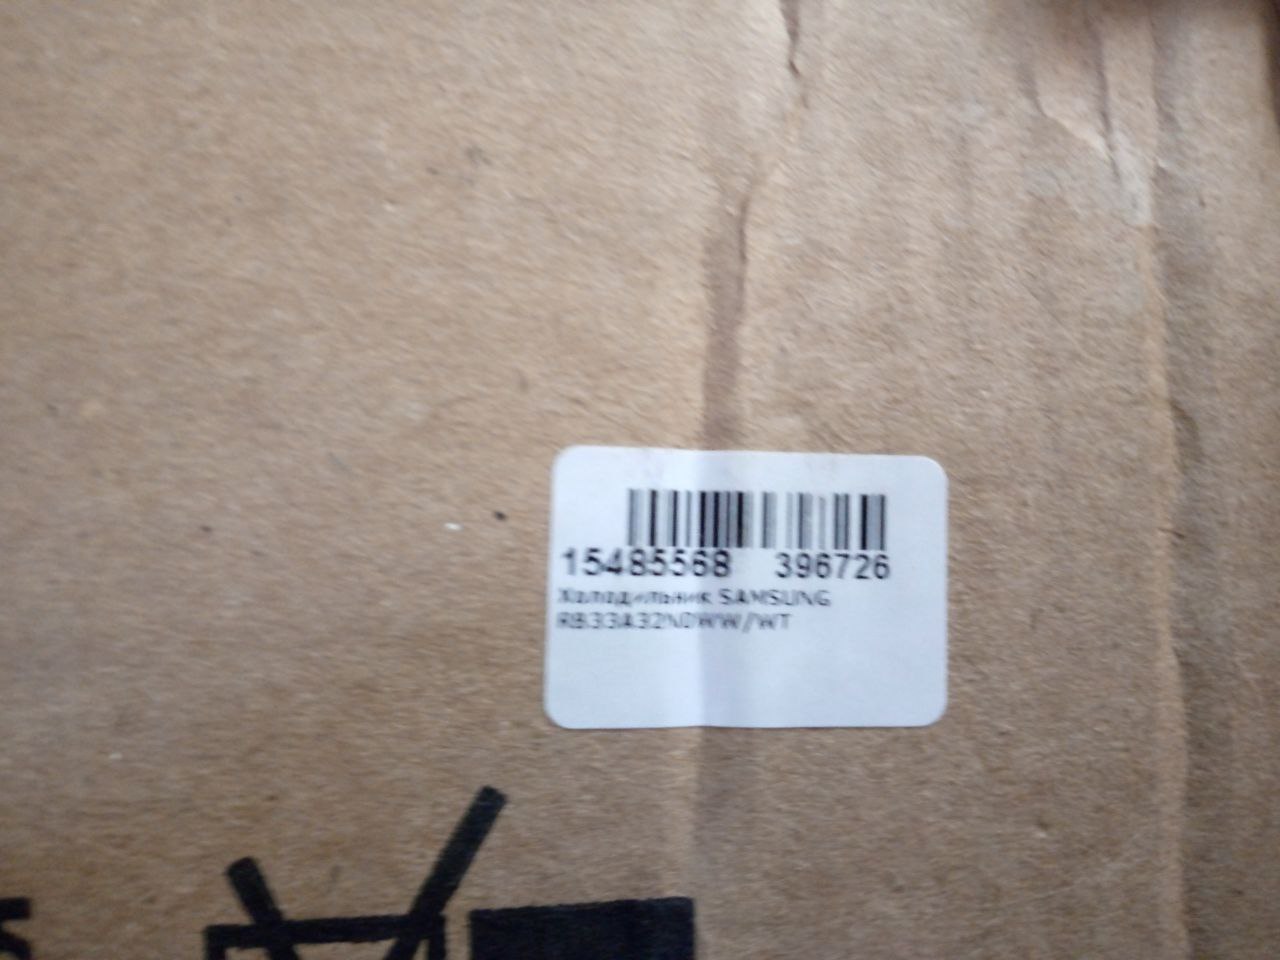 15485568 396726
Холодильник SAMSUNG
RB33A32N0WW/WT